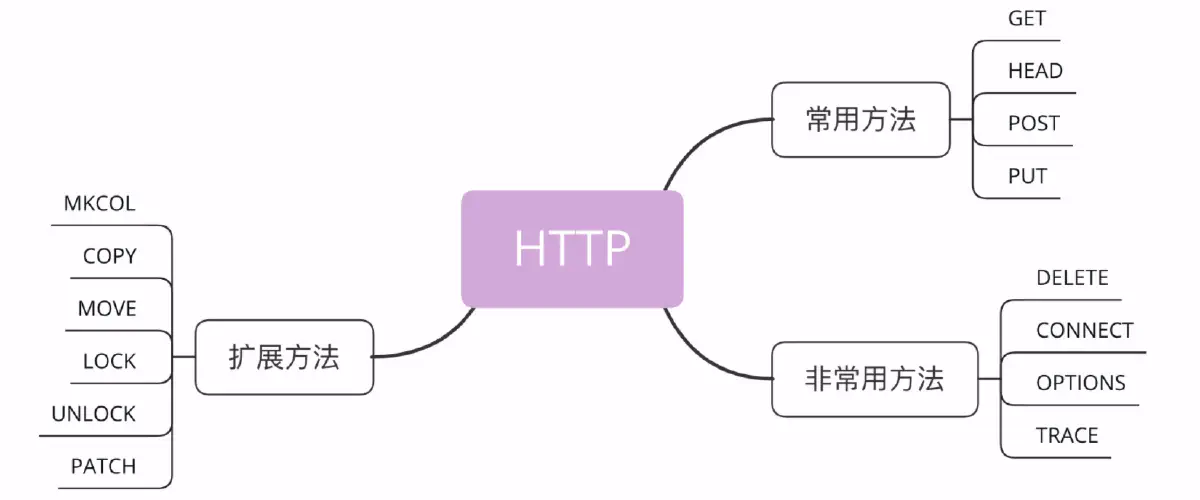 HTTP
常用方法
GET
HEAD
POST
PUT
非常用方法
DELETE
CONNECT
OPTIONS
TRACE
扩展方法
MKCOL
COPY
MOVE
LOCK
UNLOCK
PATCH